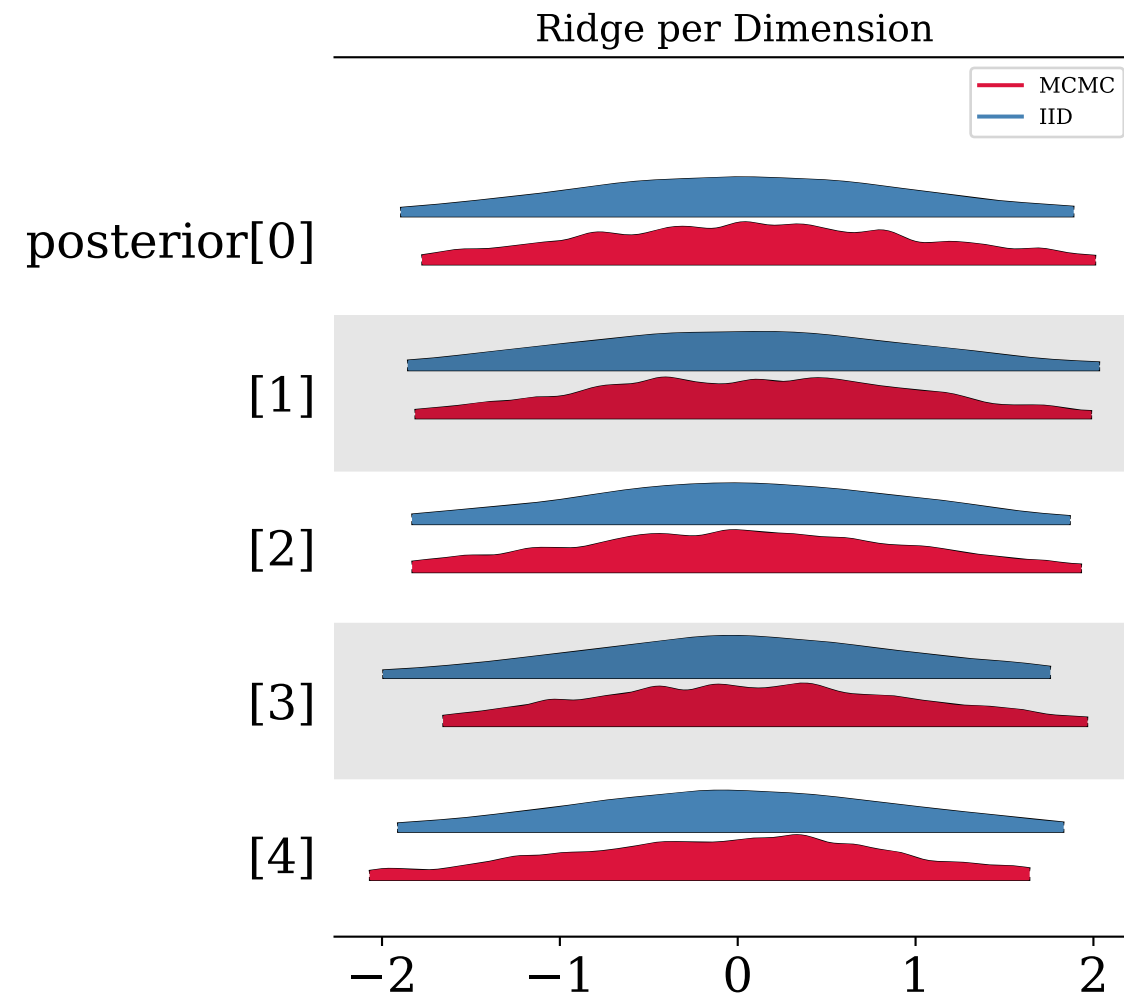 Ridge per Dimension
MCMC
IID
posterior[0]
[1]
[2]
[3]
[4]
−2 −1 0 1 2